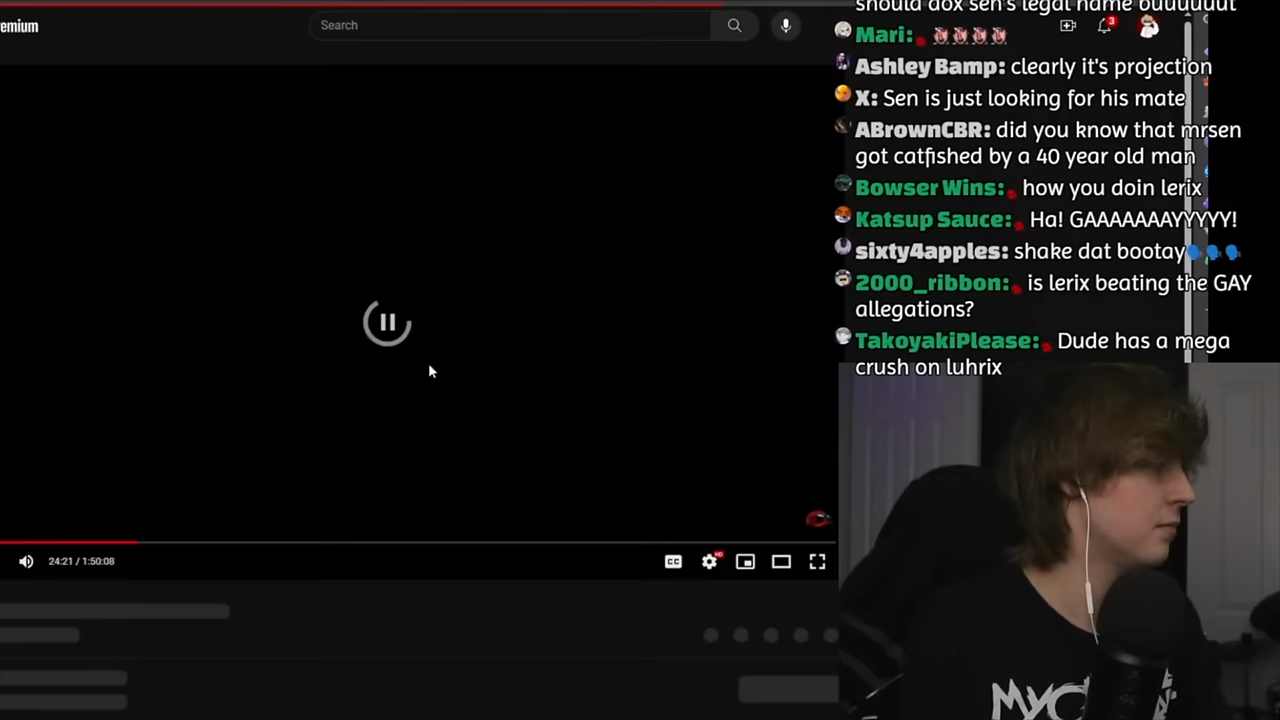 emium
Search
3
should dox sen's legal name buuuuuut
Mari:
Ashley Bamp: clearly it's projection
X: Sen is just looking for his mate
ABrownCBR: did you know that mrsen
got catfished by a 40 year old man
Bowser Wins: how you doin lerix
Katsup Sauce: Ha! GAAAAAAAYYYYY!
sixty4apples: shake dat bootay
2000_ribbon: is lerix beating the GAY
allegations?
TakoyakiPlease: Dude has a mega
crush on luhrix
24:21 / 1:50:08
CC
HD